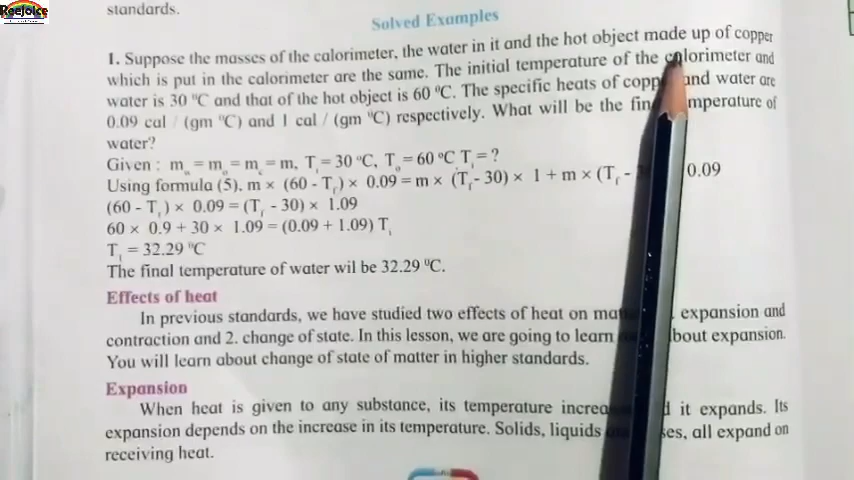 Reejoice
standards.
Solved Examples
1. Suppose the masses of the calorimeter, the water in it and the hot object made up of copper
which is put in the calorimeter are the same. The initial temperature of the calorimeter and
water is 30 ⁰C and that of the hot object is 60 ⁰C. The specific heats of copp and water are
0.09 cal / (gm ⁰C) and 1 cal / (gm ⁰C) respectively. What will be the fin mperature of
water?
Given : m = m = m = m, T = 30 ⁰C, T = 60 ⁰C T = ?
Using formula (5), m × (60 - T ) × 0.09 = m × (T - 30) × 1 + m × (T - 0.09
(60 - T ) × 0.09 = (T - 30) × 1.09
60 × 0.9 + 30 × 1.09 = (0.09 + 1.09) T
T = 32.29 ⁰C
The final temperature of water wil be 32.29 ⁰C.
Effects of heat
In previous standards, we have studied two effects of heat on ma expansion and
contraction and 2. change of state. In this lesson, we are going to learn bout expansion.
You will learn about change of state of matter in higher standards.
Expansion
When heat is given to any substance, its temperature increa d it expands. Its
expansion depends on the increase in its temperature. Solids, liquids ses, all expand on
receiving heat.